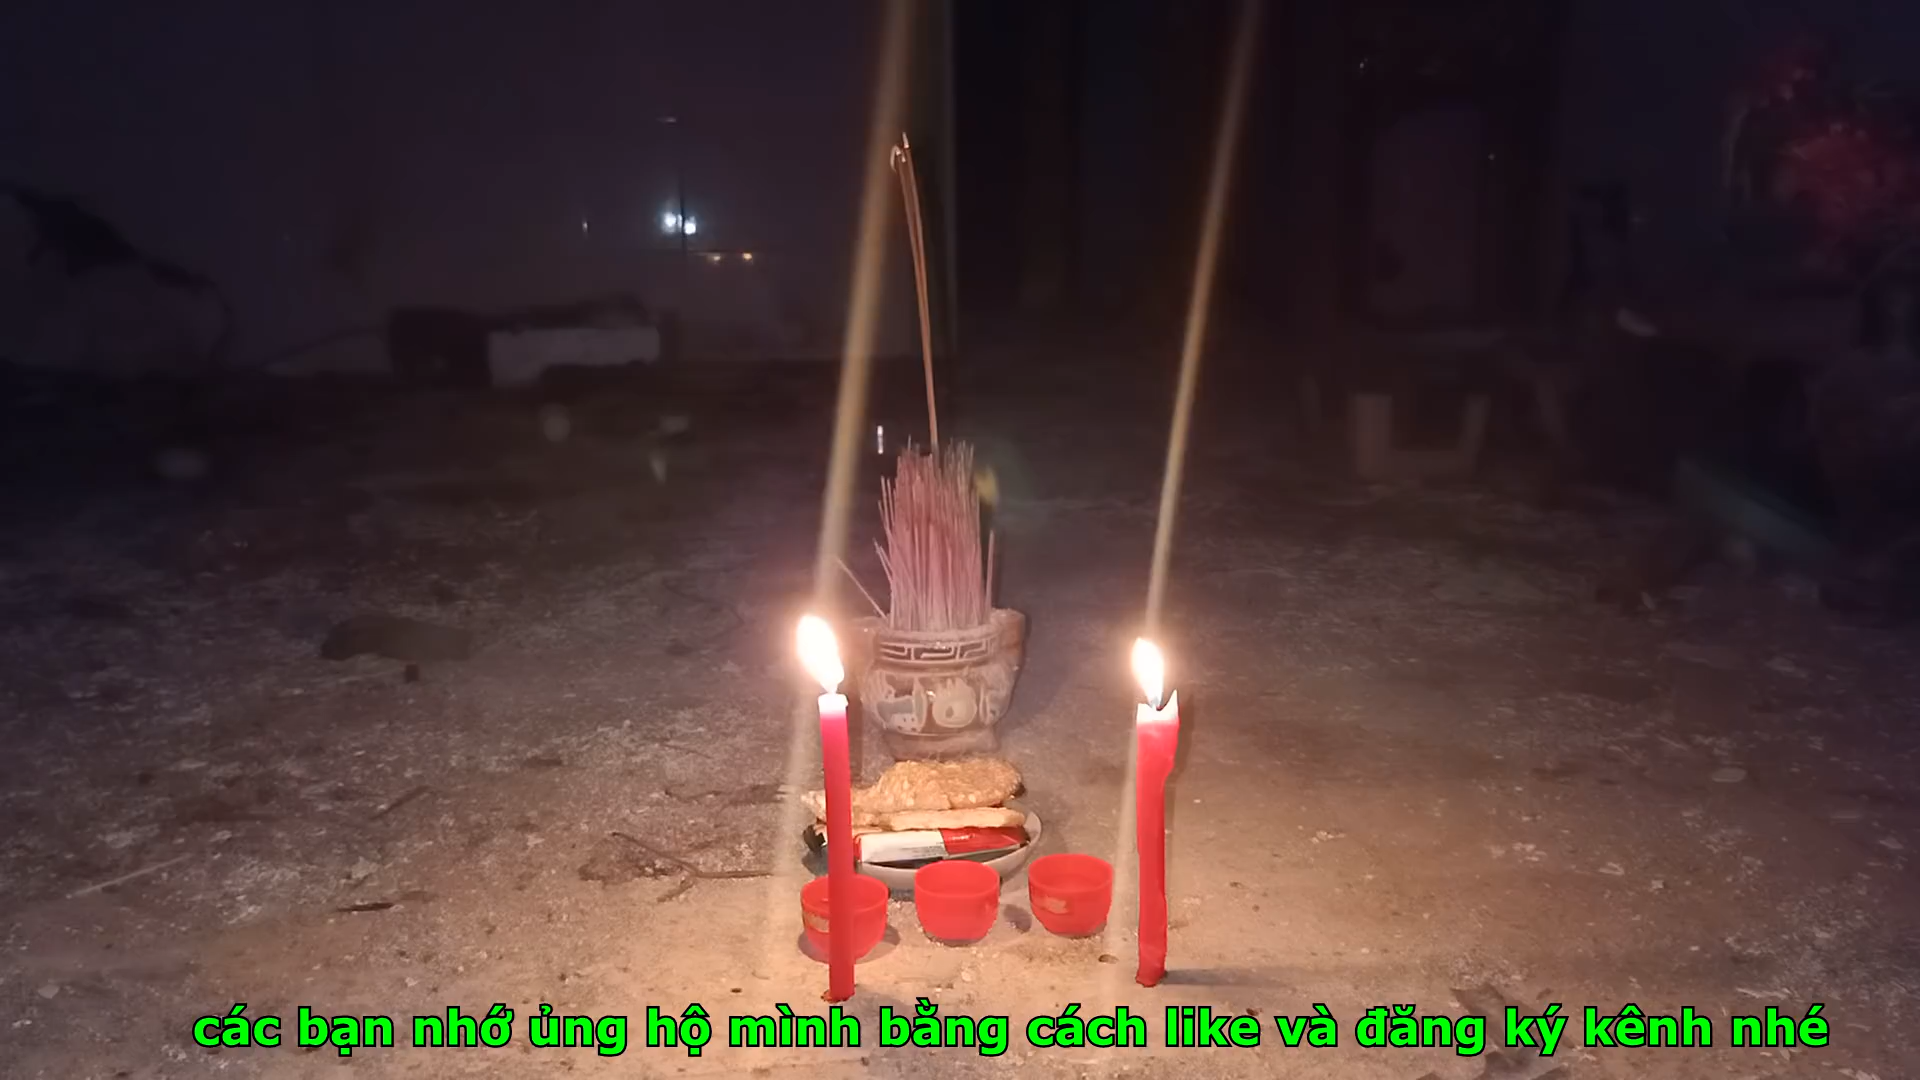 các bạn nhớ ủng hộ mình bằng cách like và đăng ký kênh nhé